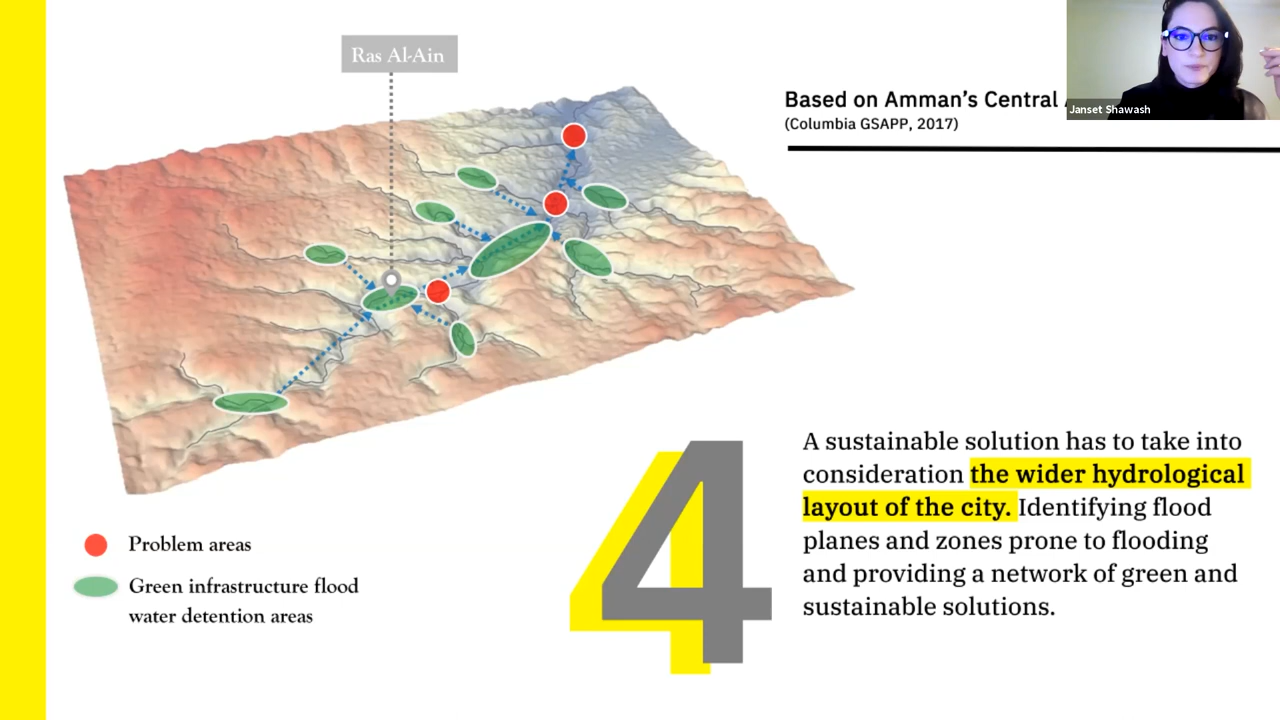 Ras Al-Ain
Based on Amman's Central
(Columbia GSAPP, 2017)
Janset Shawash
4
A sustainable solution has to take into
consideration the wider hydrological
layout of the city. Identifying flood
planes and zones prone to flooding
and providing a network of green and
sustainable solutions.
Problem areas
Green infrastructure flood
water detention areas